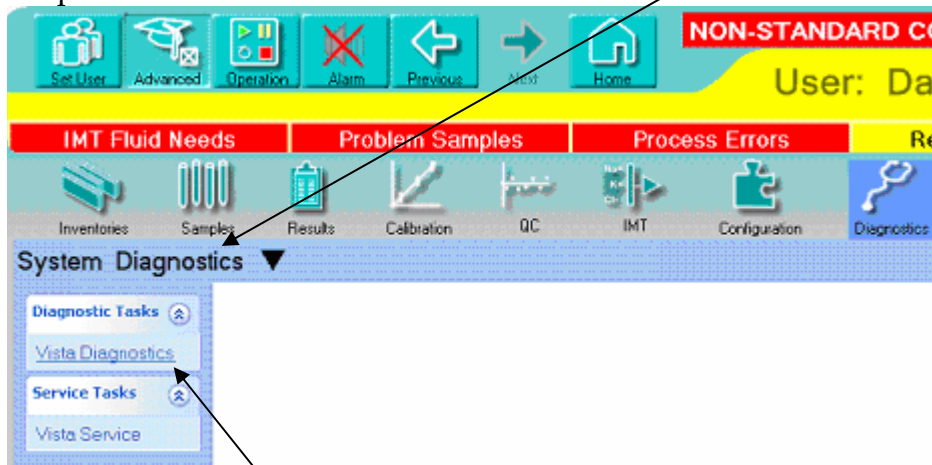 NON-STANDARD CO
Set User Advanced Operation Alarm Previous Next Home
User: Da
IMT Fluid Needs Problem Samples Process Errors Re
Inventories Samples Results Calibration QC IMT Configuration Diagnostics
System Diagnostics ▼
Diagnostic Tasks
Vista Diagnostics
Service Tasks
Vista Service